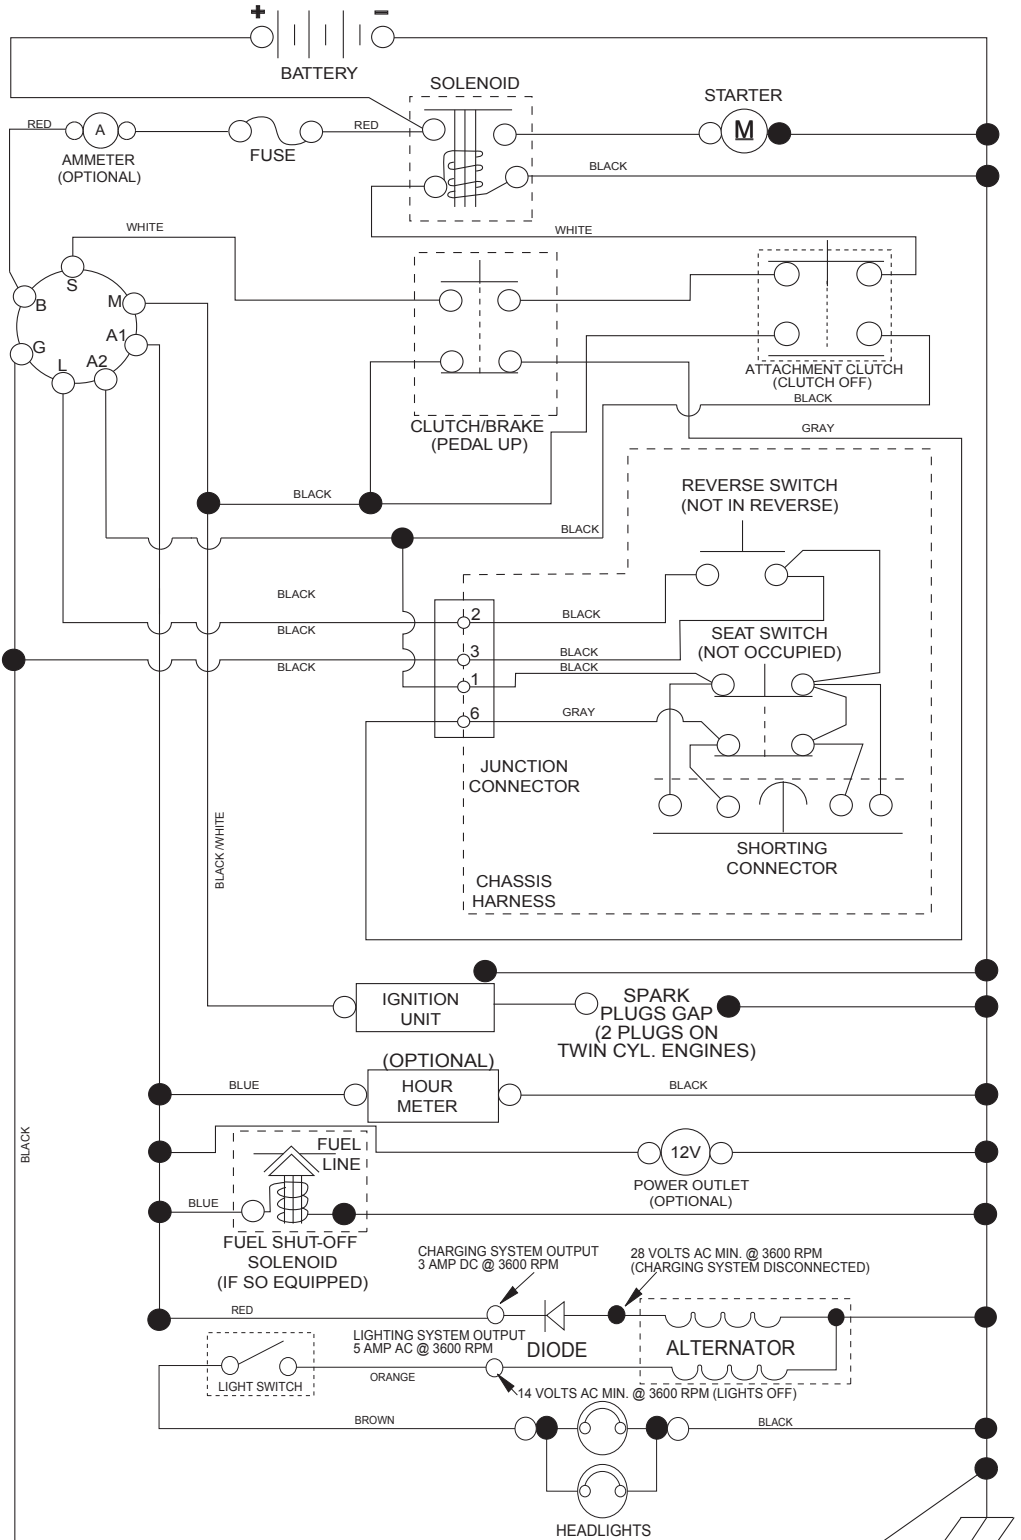 + −
BATTERY
SOLENOID
STARTER
RED
A
RED
M
AMMETER
(OPTIONAL)
FUSE
BLACK
WHITE
WHITE
S
B
M
G
A1
L
A2
ATTACHMENT CLUTCH
(CLUTCH OFF)
BLACK
CLUTCH/BRAKE
(PEDAL UP)
GRAY
BLACK
REVERSE SWITCH
(NOT IN REVERSE)
BLACK
BLACK
2
BLACK
BLACK
SEAT SWITCH
(NOT OCCUPIED)
3
BLACK
BLACK
BLACK
1
6
GRAY
JUNCTION
CONNECTOR
BLACK/WHITE
SHORTING
CONNECTOR
CHASSIS
HARNESS
IGNITION
UNIT
SPARK
PLUGS GAP
(2 PLUGS ON
TWIN CYL. ENGINES)
(OPTIONAL)
HOUR
METER
BLUE
BLACK
BLACK
FUEL
LINE
12V
POWER OUTLET
(OPTIONAL)
BLUE
FUEL SHUT-OFF
SOLENOID
(IF SO EQUIPPED)
CHARGING SYSTEM OUTPUT
3 AMP DC @ 3600 RPM
28 VOLTS AC MIN. @ 3600 RPM
(CHARGING SYSTEM DISCONNECTED)
RED
LIGHTING SYSTEM OUTPUT
5 AMP AC @ 3600 RPM
DIODE
ALTERNATOR
LIGHT SWITCH
ORANGE
14 VOLTS AC MIN. @ 3600 RPM (LIGHTS OFF)
BROWN
BLACK
HEADLIGHTS